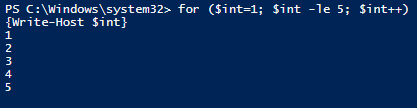 PS C:\Windows\system32> for ($int=1; $int -le 5; $int++)
{Write-Host $int}
1
2
3
4
5